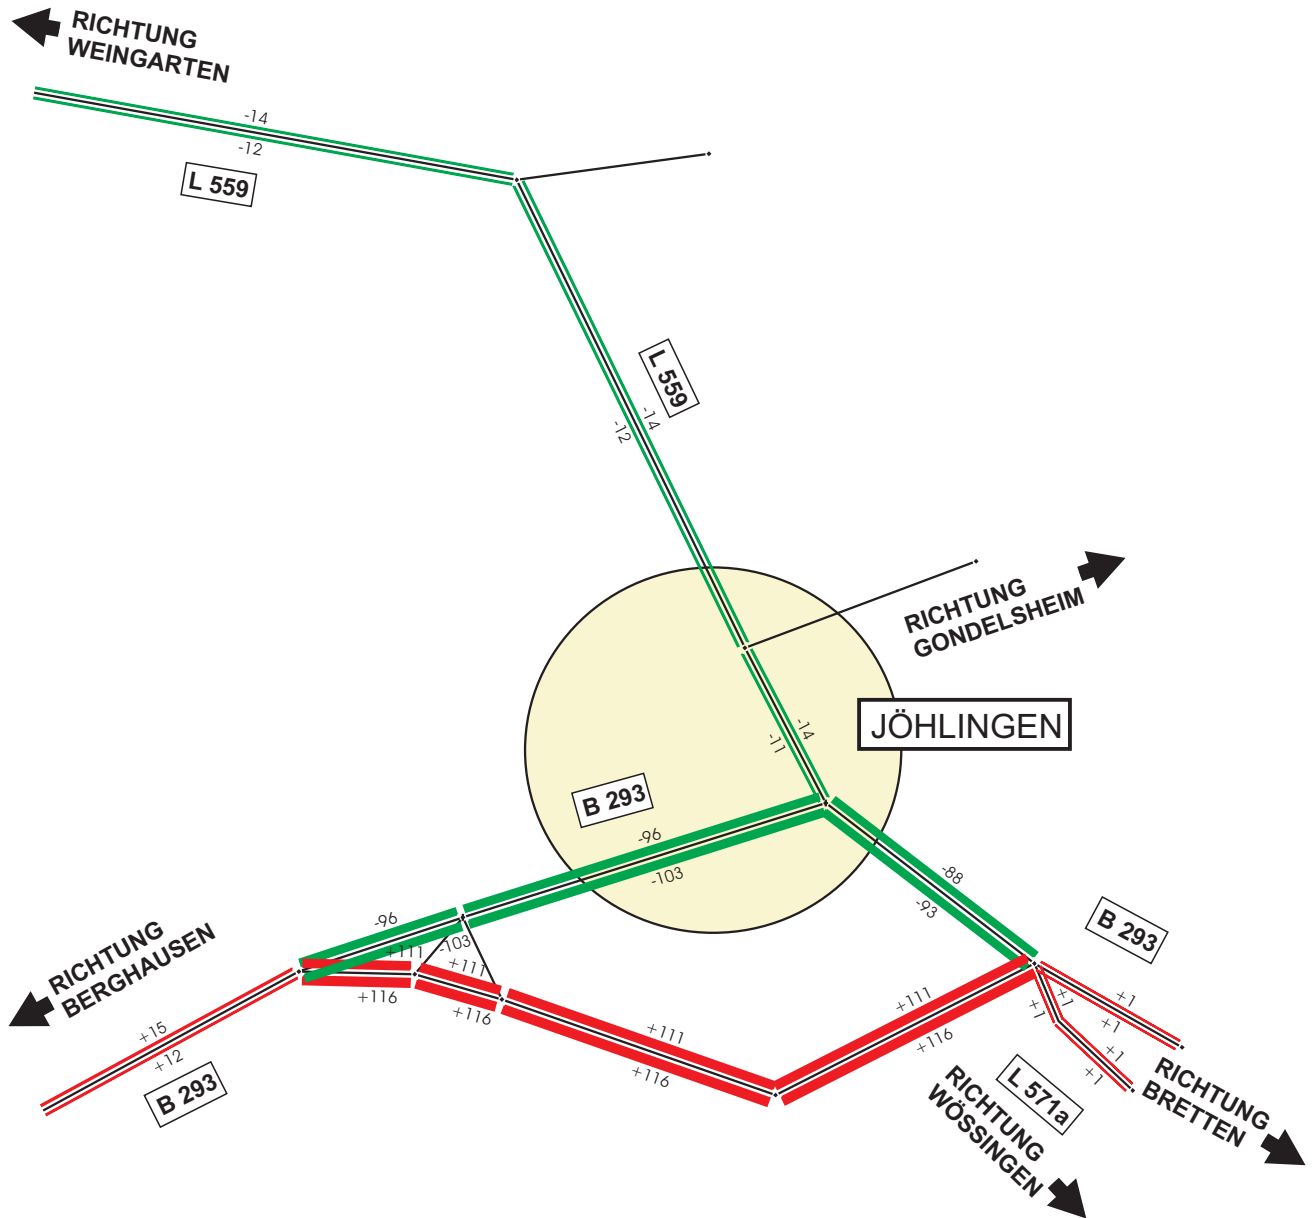 RICHTUNG
WEINGARTEN
-14
-12
L 559
L 559
-14
-12
RICHTUNG
GONDELSHEIM
JÖHLINGEN
-14
-11
B 293
-96
-103
-88
-93
B 293
-96
-103
+111
+111
+116
+116
RICHTUNG
BERGHAUSEN
+15
+12
B 293
+111
+116
+111
+116
+1
+1
+1
+1
+1
+1
L 571a
RICHTUNG
BRETTEN
RICHTUNG
WÖSSINGEN